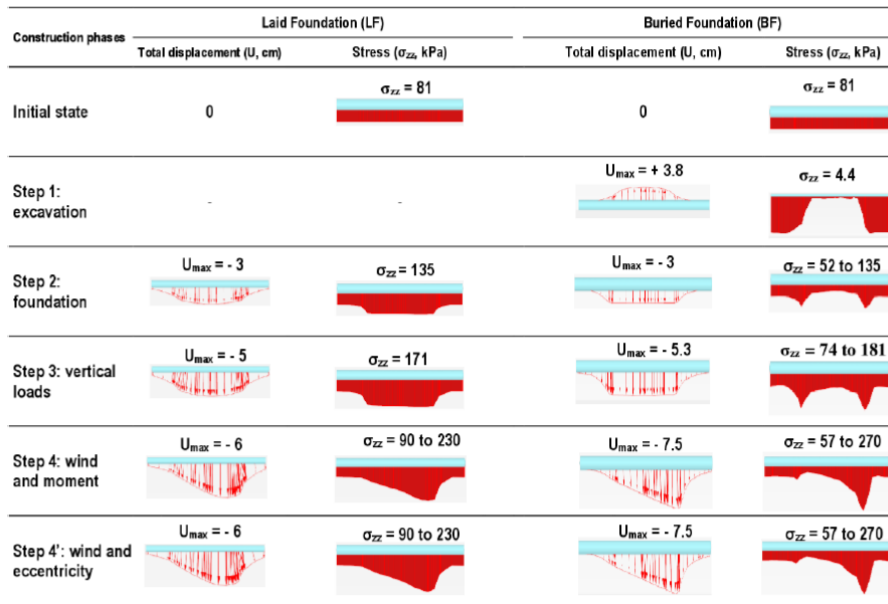 Laid Foundation (LF) Buried Foundation (BF)
Construction phases
Total displacement (U, cm) Stress (σzz, kPa) Total displacement (U, cm) Stress (σzz, kPa)
Initial state 0 σzz = 81 0 σzz = 81
Step 1:
excavation - - Umax = + 3.8 σzz = 4.4
Step 2:
foundation Umax = - 3 σzz = 135 Umax = - 3 σzz = 52 to 135
Step 3: vertical
loads Umax = - 5 σzz = 171 Umax = - 5.3 σzz = 74 to 181
Step 4: wind
and moment Umax = - 6 σzz = 90 to 230 Umax = - 7.5 σzz = 57 to 270
Step 4': wind and
eccentricity Umax = - 6 σzz = 90 to 230 Umax = - 7.5 σzz = 57 to 270